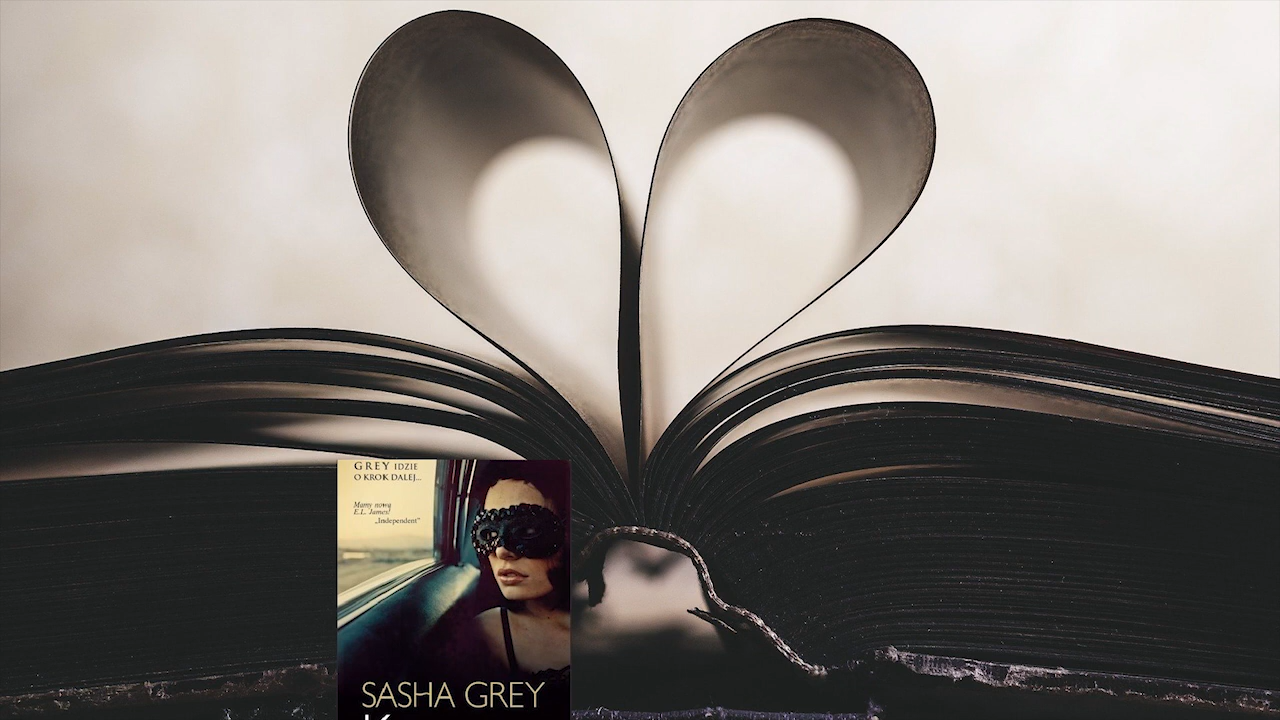 GREY IDZIE
O KROK DALEJ...
Mamy nową
E.L. James!
„Independent”
SASHA GREY